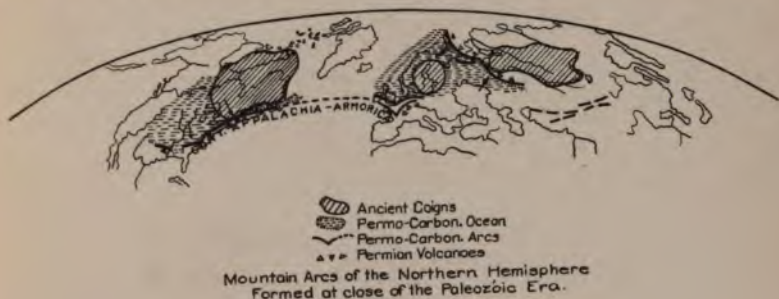 APPALACHIA-ARMORICA
Ancient Coigns
Permo-Carbon. Ocean
Permo-Carbon. Arcs
Permian Volcanoes
Mountain Arcs of the Northern Hemisphere
Formed at close of the Paleozoic Era.